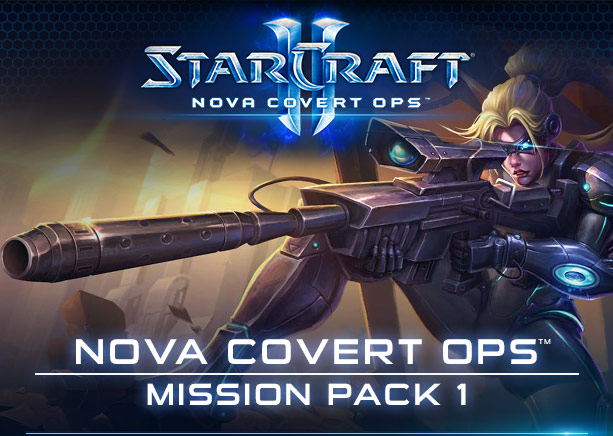 STARCRAFT®
II
NOVA COVERT OPS™
NOVA COVERT OPS™
MISSION PACK 1